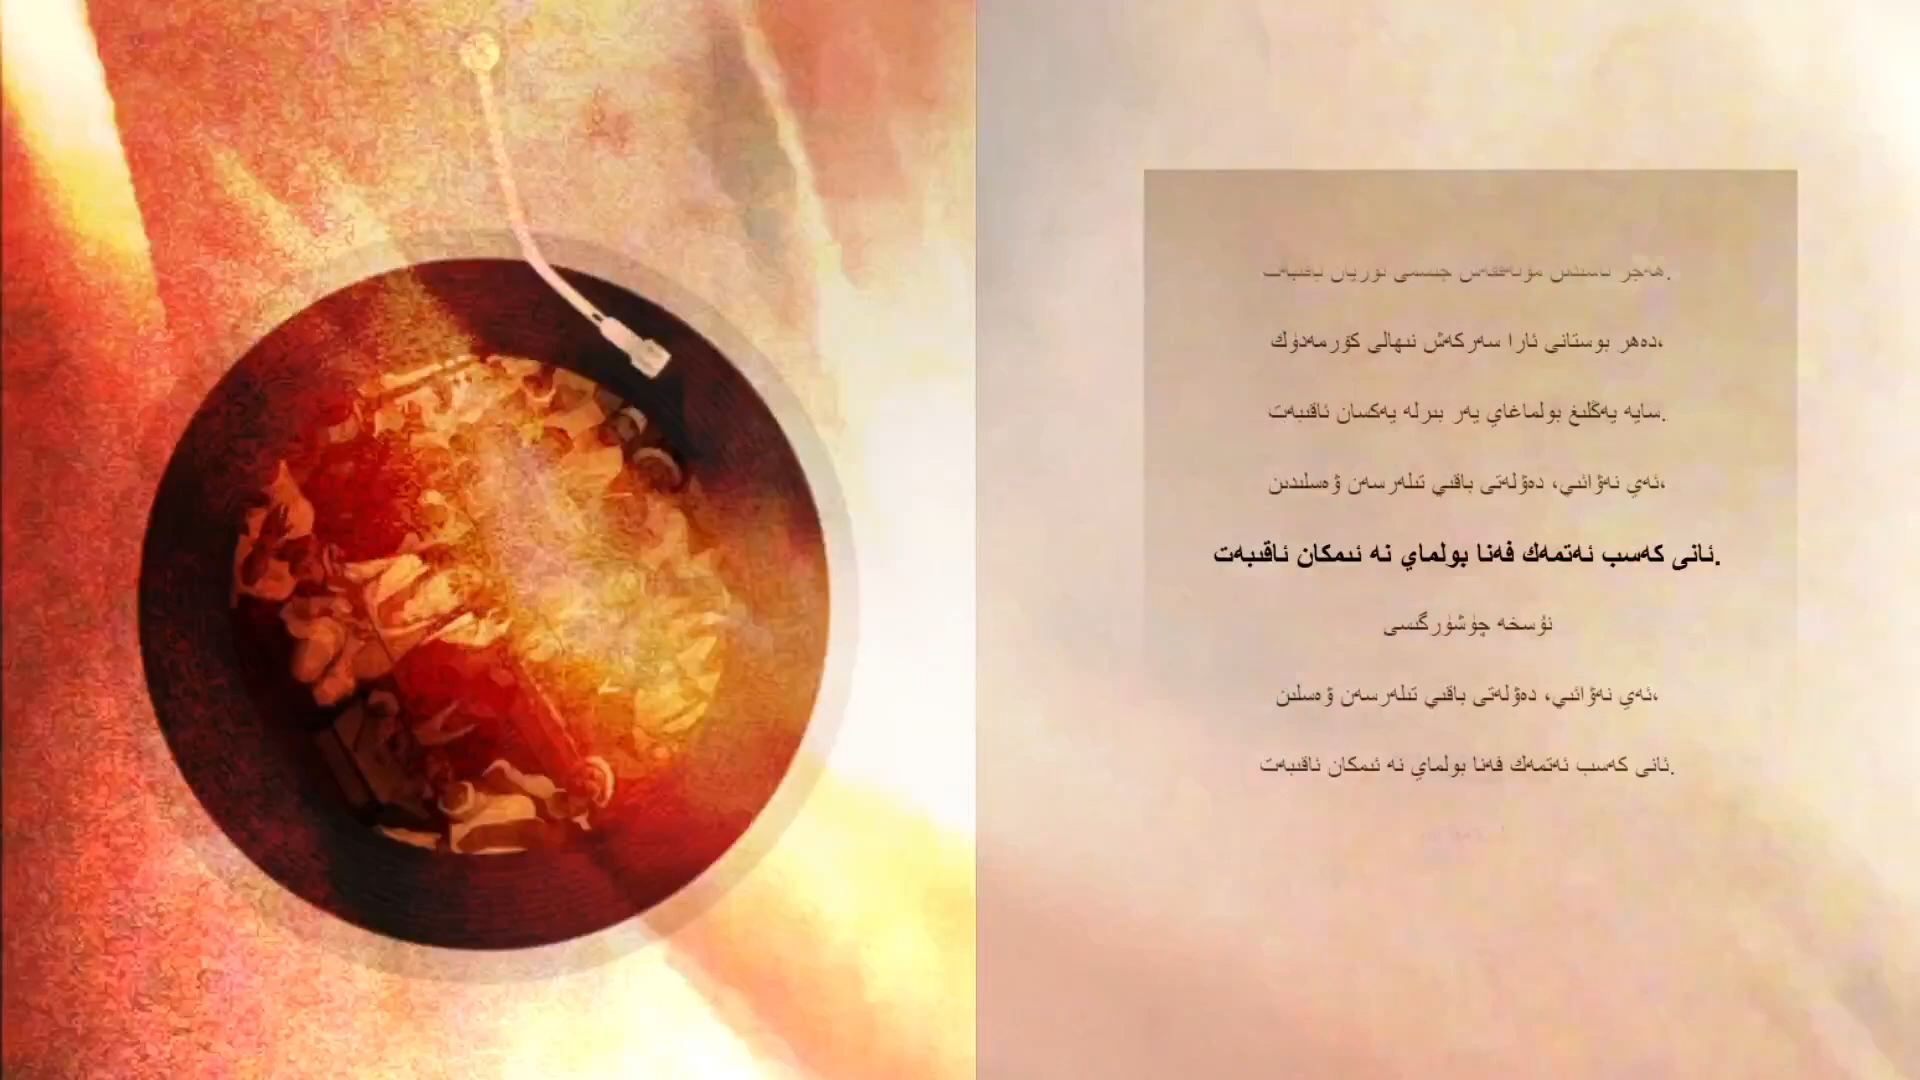 دەھر بوستانى ئارا سەركەش نىھالى كۆرمەدۈك،
سايە يەڭلىغ بولماغاي يەر بىرلە يەكسان ئاقىبەت.
ئەي نەۋائىي، دەۋلەتى باقىي تىلەرسەن ۋەسلىدىن،
ئانى كەسب ئەتمەك فەنا بولماي نە ئىمكان ئاقىبەت.
نۇسخە چۈشۈرگىسى
ئەي نەۋائىي، دەۋلەتى باقىي تىلەرسەن ۋەسلىن،
ئانى كەسب ئەتمەك فەنا بولماي نە ئىمكان ئاقىبەت.